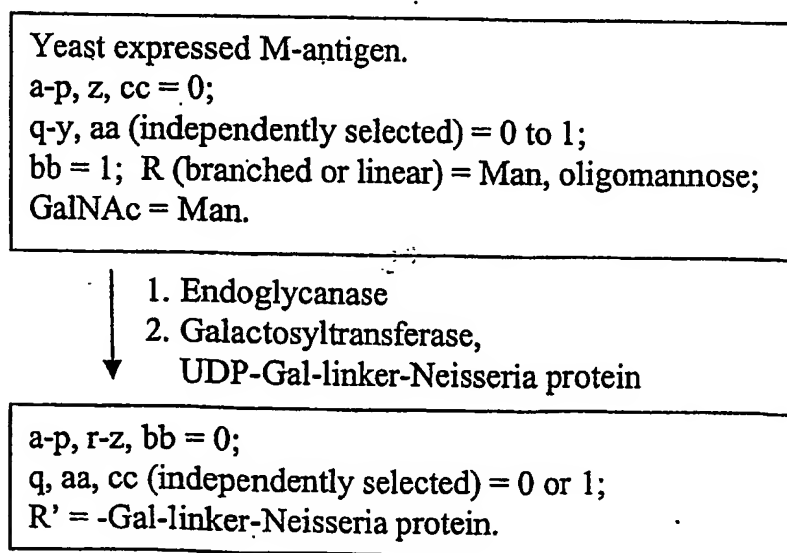 Yeast expressed M-antigen.
a-p, z, cc = 0;
q-y, aa (independently selected) = 0 to 1;
bb = 1; R (branched or linear) = Man, oligomannose;
GalNAc = Man.
1. Endoglycanase
2. Galactosyltransferase,
UDP-Gal-linker-Neisseria protein
a-p, r-z, bb = 0;
q, aa, cc (independently selected) = 0 or 1;
R' = -Gal-linker-Neisseria protein.